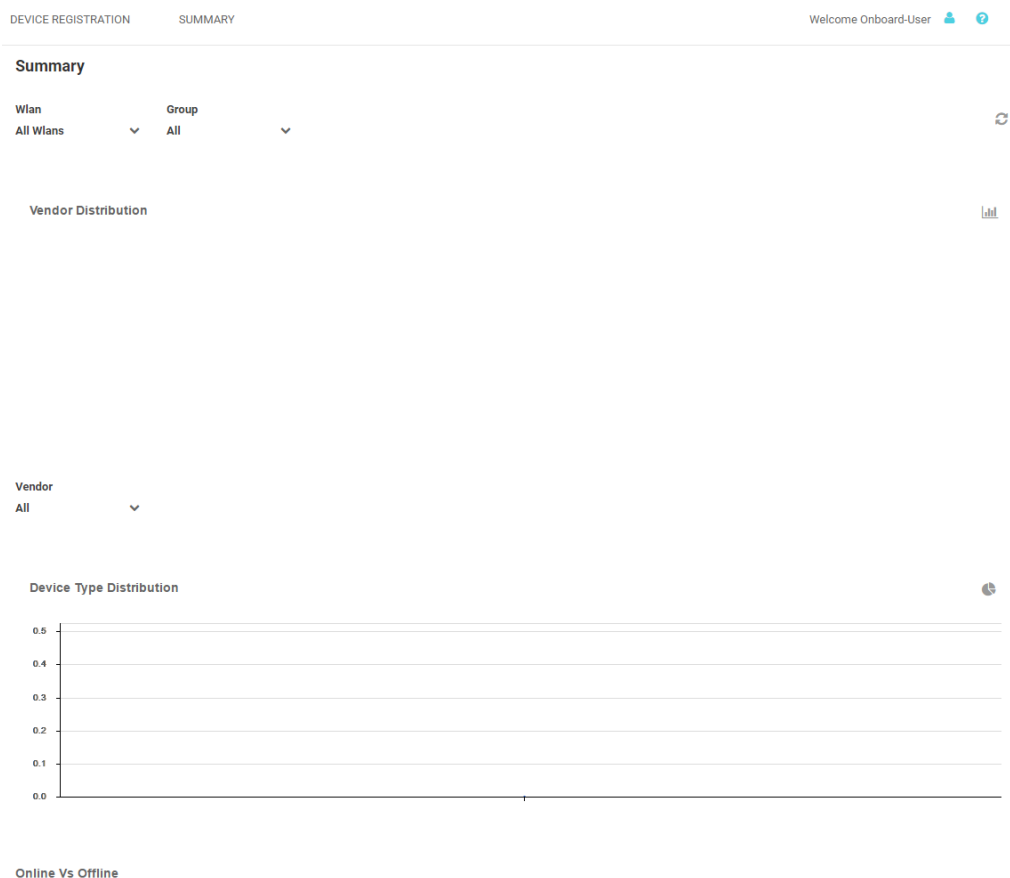 DEVICE REGISTRATION SUMMARY Welcome Onboard-User
Summary
Wlan Group
All Wlans All
Vendor Distribution
Vendor
All
Device Type Distribution
0.5
0.4
0.3
0.2
0.1
0.0
Online Vs Offline